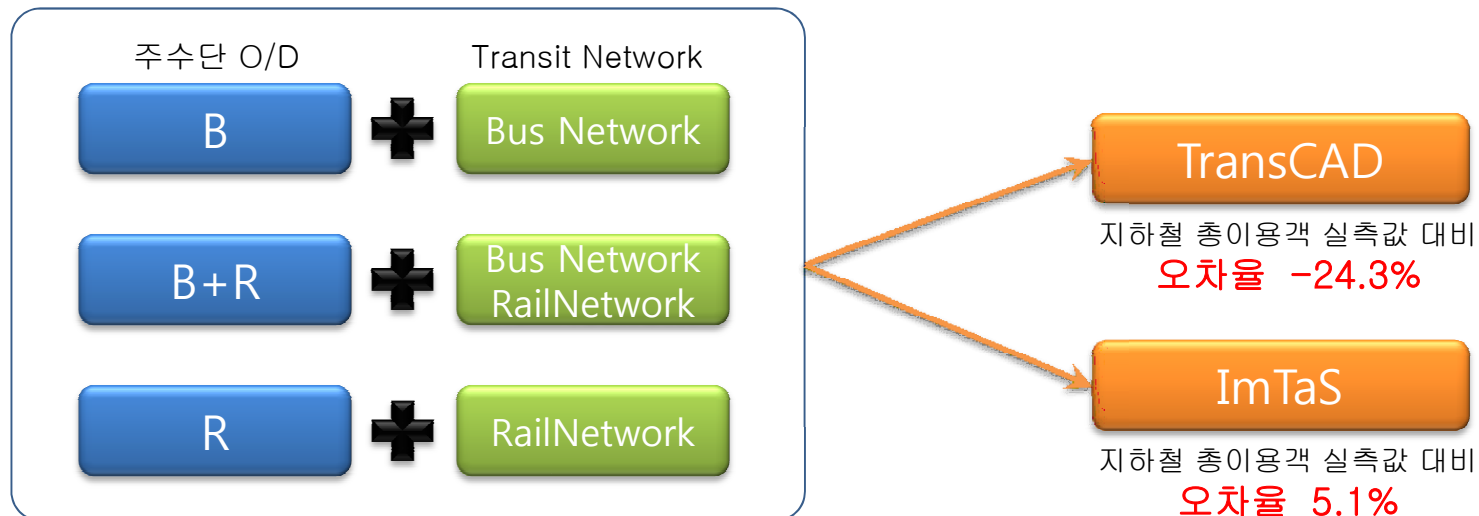 주수단 O/D
Transit Network
B
Bus Network
B+R
Bus Network
RailNetwork
R
RailNetwork
TransCAD
지하철 총이용객 실측값 대비
오차율 -24.3%
ImTaS
지하철 총이용객 실측값 대비
오차율 5.1%